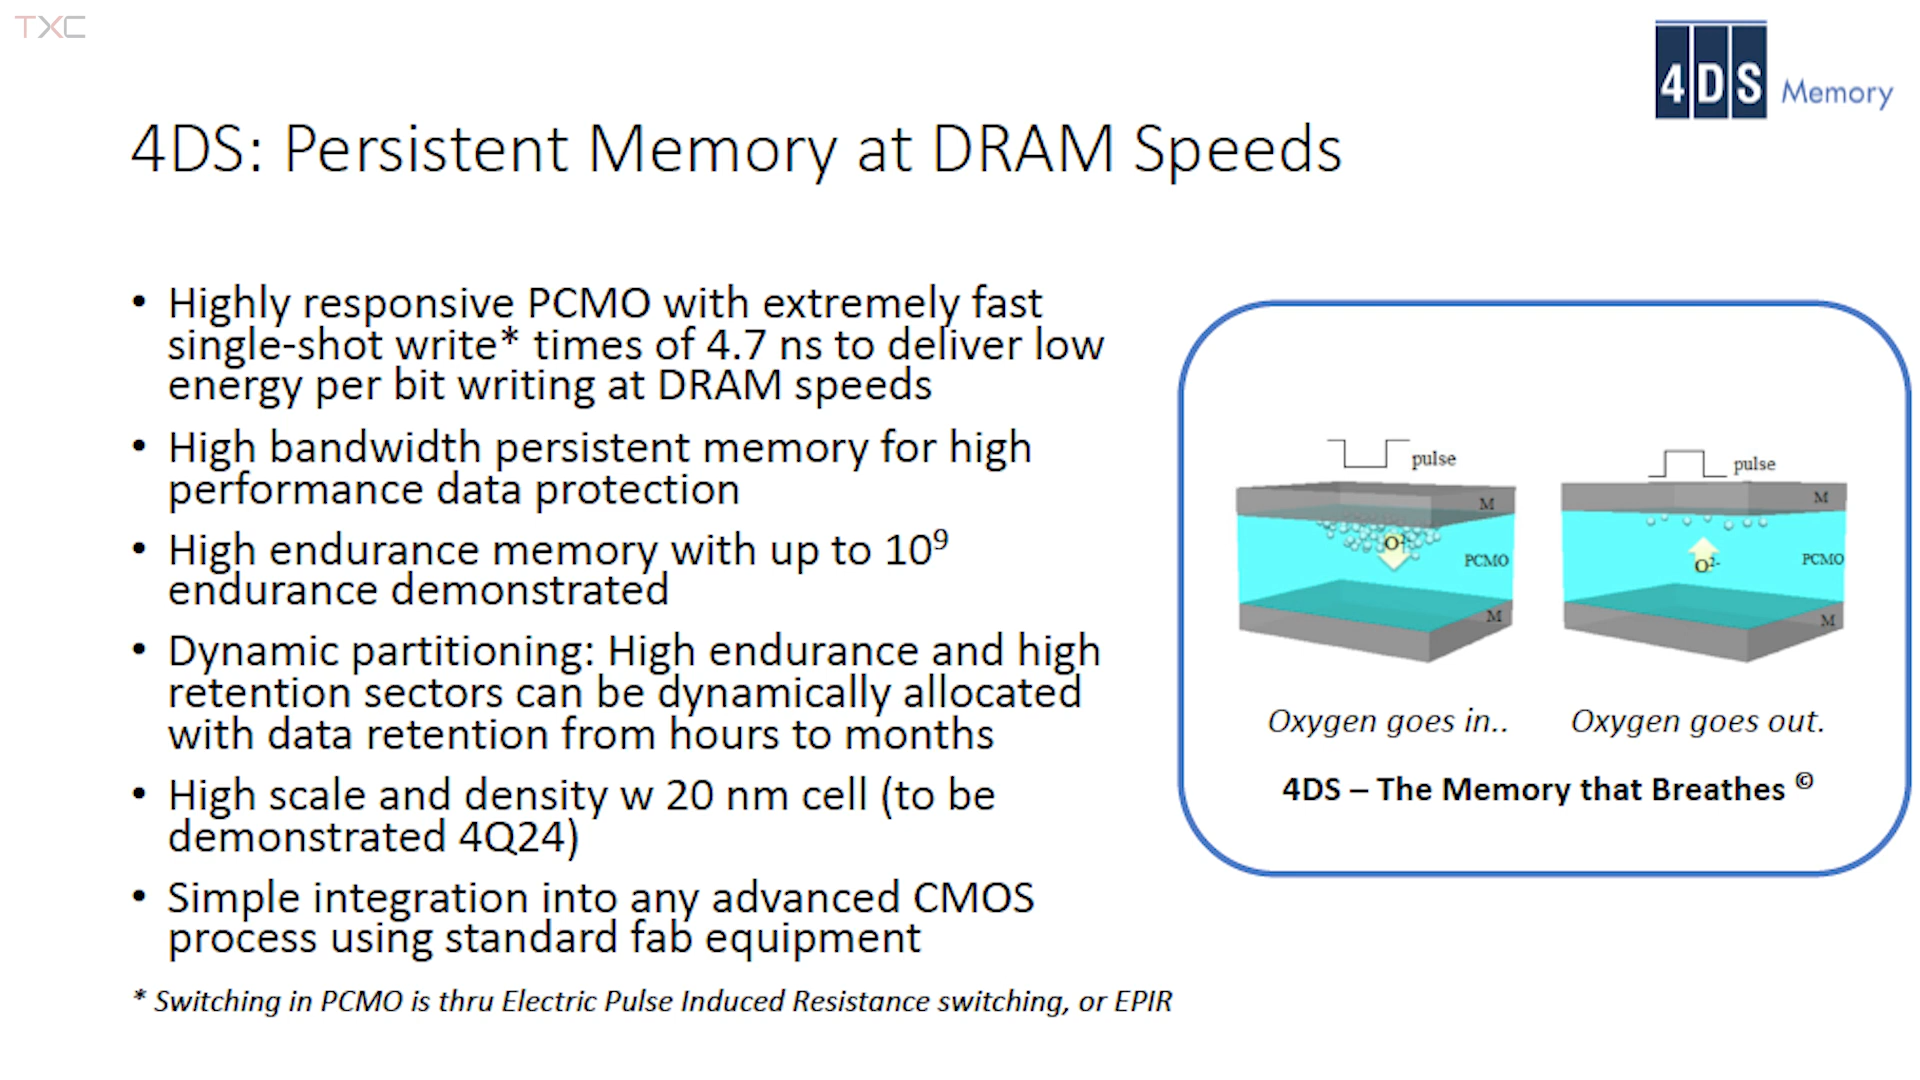 TXC
4DS Memory
4DS: Persistent Memory at DRAM Speeds
• Highly responsive PCMO with extremely fast
single-shot write* times of 4.7 ns to deliver low
energy per bit writing at DRAM speeds
• High bandwidth persistent memory for high
performance data protection
• High endurance memory with up to 10⁹
endurance demonstrated
• Dynamic partitioning: High endurance and high
retention sectors can be dynamically allocated
with data retention from hours to months
• High scale and density w 20 nm cell (to be
demonstrated 4Q24)
• Simple integration into any advanced CMOS
process using standard fab equipment
* Switching in PCMO is thru Electric Pulse Induced Resistance switching, or EPIR
pulse
M
O²⁻
PCMO
M
Oxygen goes in..
pulse
M
O²⁻
PCMO
M
Oxygen goes out.
4DS – The Memory that Breathes ©